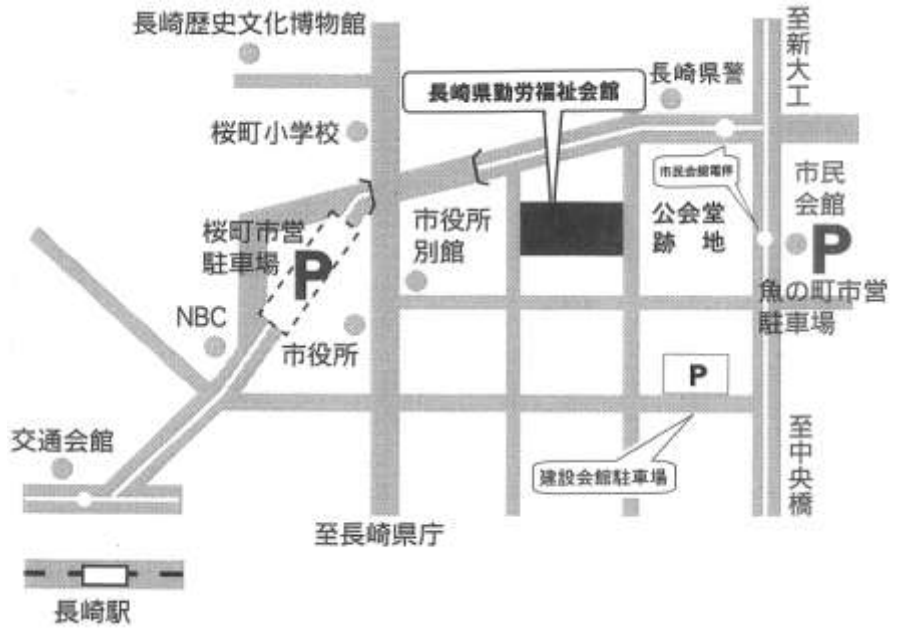 長崎歴史文化博物館
至新大工
長崎県警
長崎県勤労福祉会館
桜町小学校
市民会館電停
市民
会館
市役所
別館
公会堂
跡 地
桜町市営
駐車場
P
P
魚の町市営
駐車場
NBC
市役所
P
交通会館
建設会館駐車場
至中央橋
至長崎県庁
長崎駅